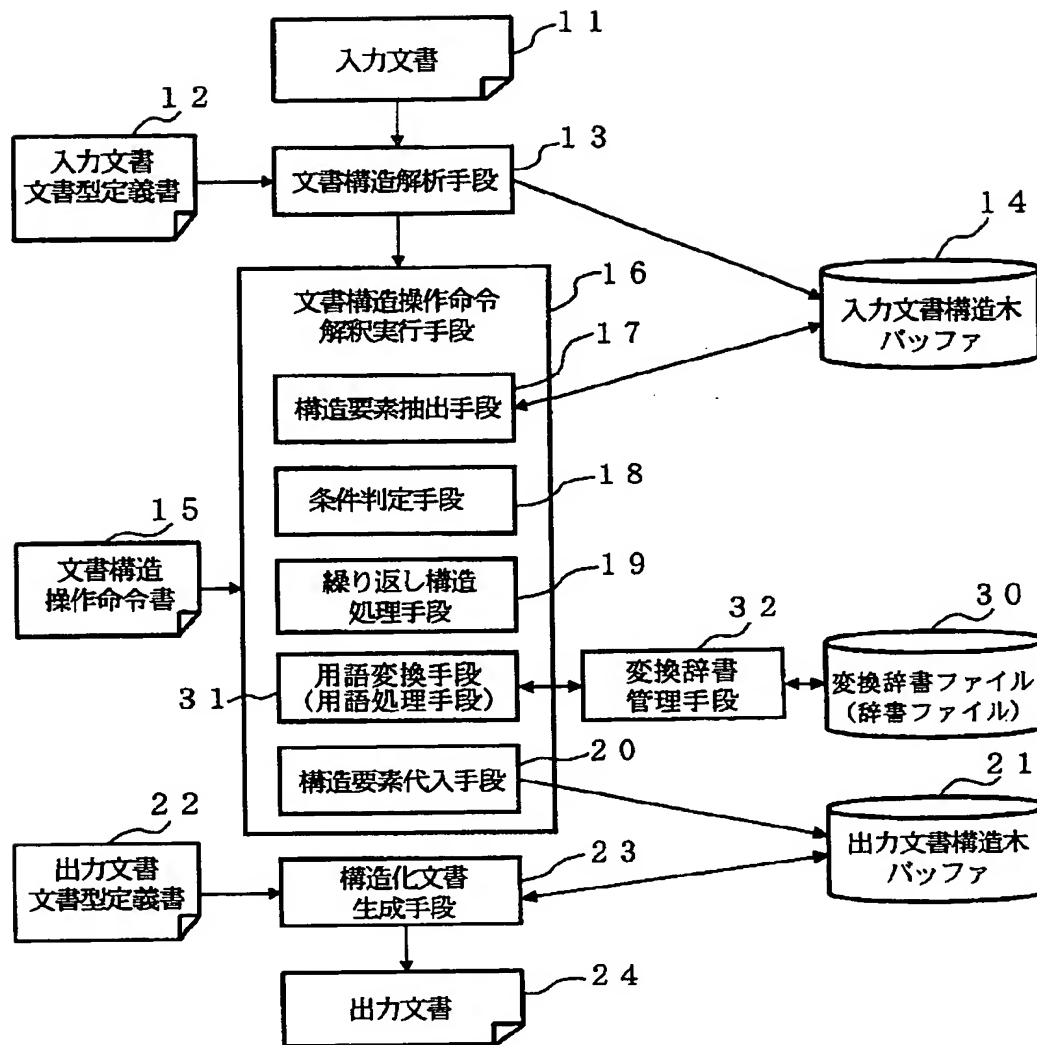 11
入力文書
12
入力文書
文書型定義書
13
文書構造解析手段
14
入力文書構造木
バッファ
16
文書構造操作命令
解釈実行手段
17
構造要素抽出手段
18
条件判定手段
15
文書構造
操作命令書
19
繰り返し構造
処理手段
32
30
31
用語変換手段
(用語処理手段)
変換辞書
管理手段
変換辞書ファイル
(辞書ファイル)
20
構造要素代入手段
21
出力文書構造木
バッファ
22
出力文書
文書型定義書
23
構造化文書
生成手段
24
出力文書